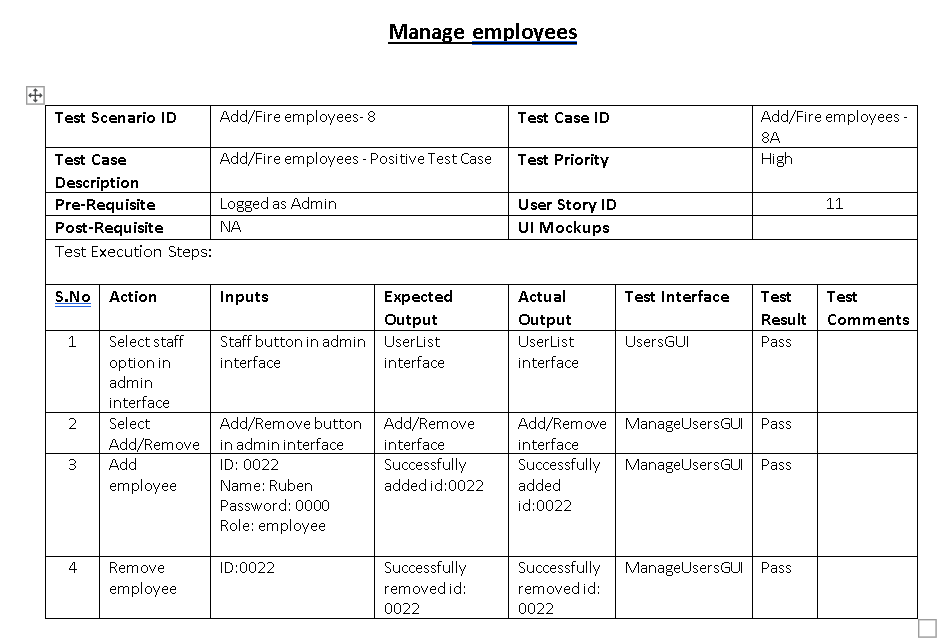 Manage employees
Test Scenario ID Add/Fire employees- 8 Test Case ID Add/Fire employees -
8A
Test Case Add/Fire employees - Positive Test Case Test Priority High
Description
Pre-Requisite Logged as Admin User Story ID 11
Post-Requisite NA UI Mockups
Test Execution Steps:
S.No Action Inputs Expected Actual Test Interface Test Test
Output Output Result Comments
1 Select staff Staff button in admin UserList UserList UsersGUI Pass
option in interface interface interface
admin
interface
2 Select Add/Remove button Add/Remove Add/Remove ManageUsersGUI Pass
Add/Remove in admin interface interface interface
3 Add ID: 0022 Successfully Successfully ManageUsersGUI Pass
employee Name: Ruben added id:0022 added
Password: 0000 id:0022
Role: employee
4 Remove ID:0022 Successfully Successfully ManageUsersGUI Pass
employee removed id: removed id:
0022 0022